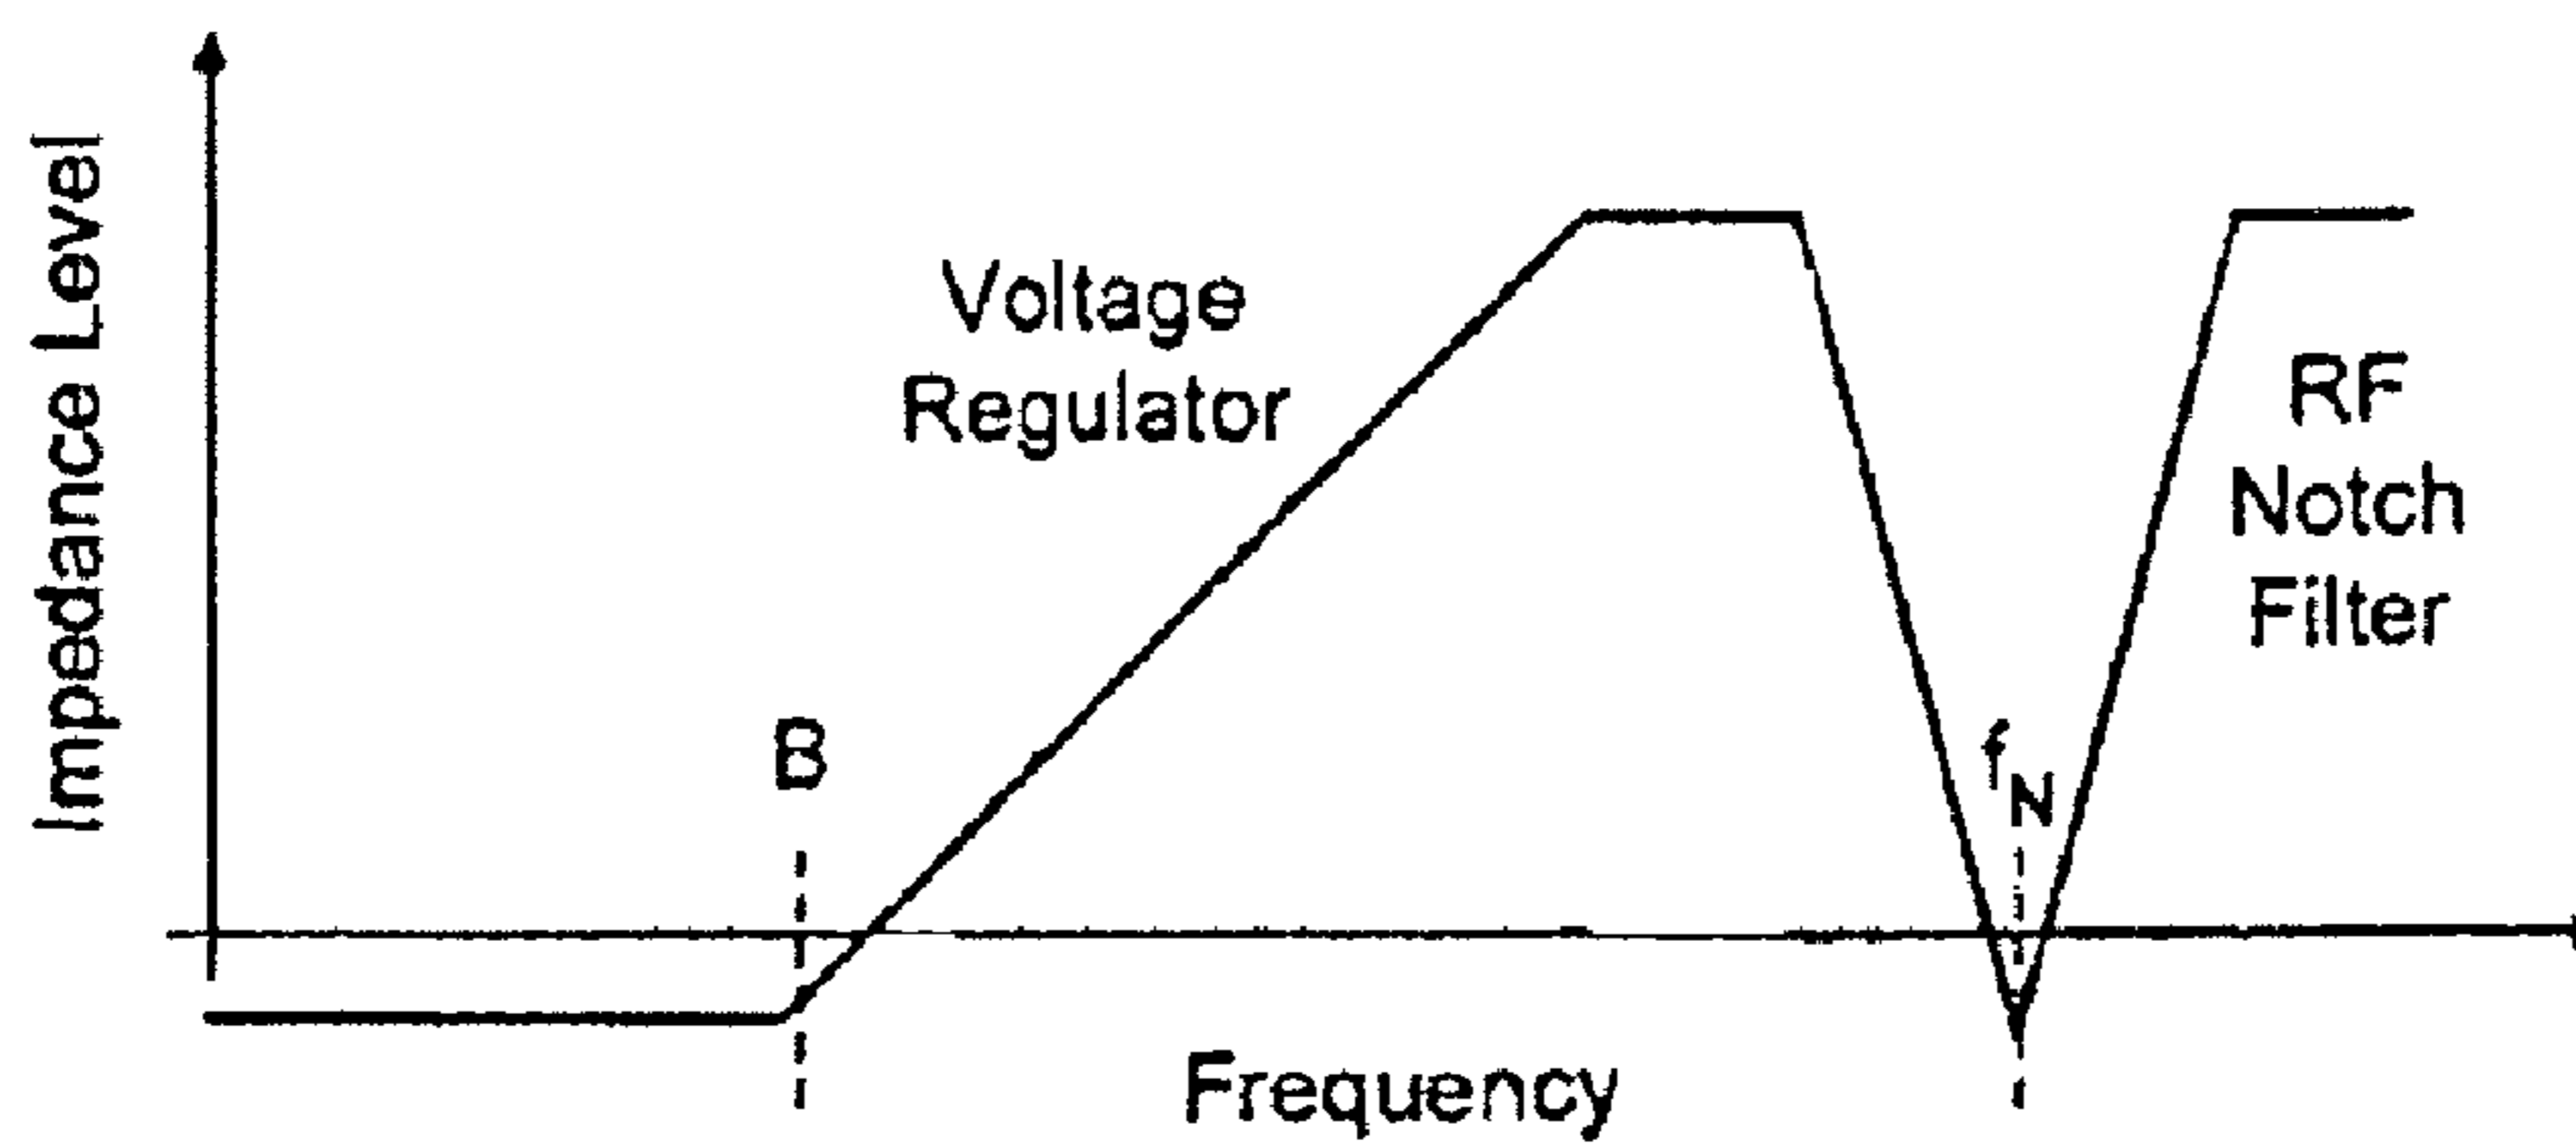 Impedance Level
Voltage
Regulator
RF
Notch
Filter
B
fN
Frequency